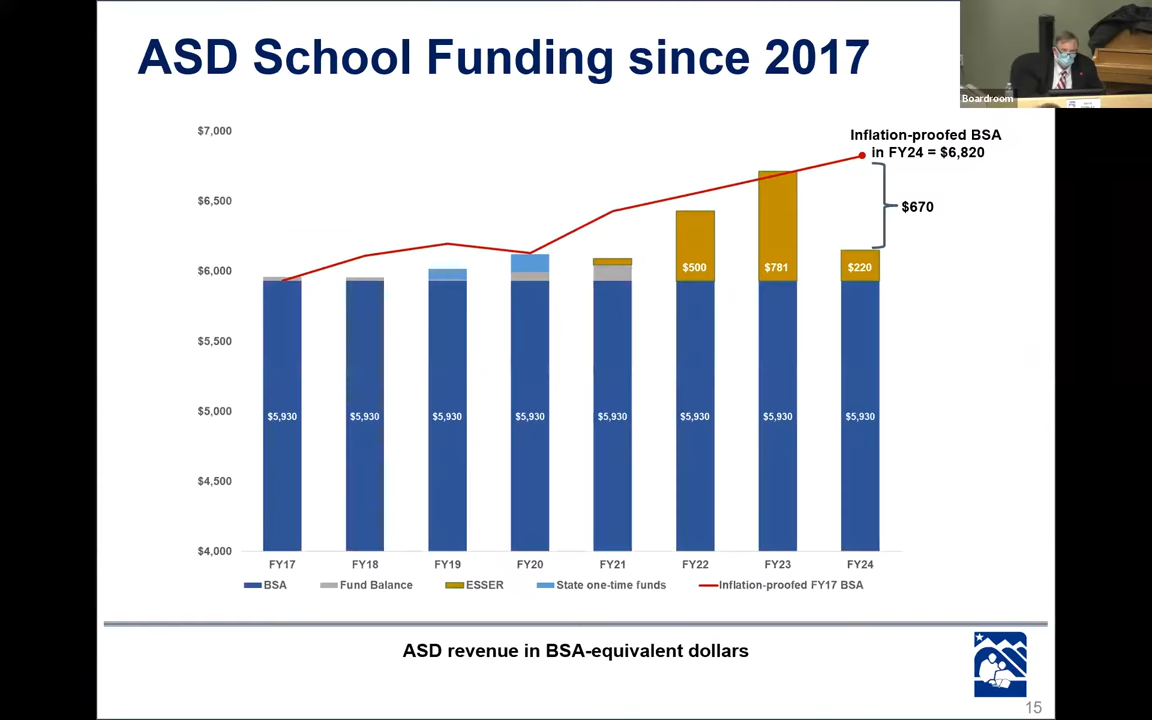 ASD School Funding since 2017
Boardroom
Inflation-proofed BSA
in FY24 = $6,820
$670
$7,000
$6,500
$6,000
$5,500
$5,000
$4,500
$4,000
$500
$781
$220
$5,930
$5,930
$5,930
$5,930
$5,930
$5,930
$5,930
$5,930
FY17
FY18
FY19
FY20
FY21
FY22
FY23
FY24
BSA
Fund Balance
ESSER
State one-time funds
Inflation-proofed FY17 BSA
ASD revenue in BSA-equivalent dollars
15